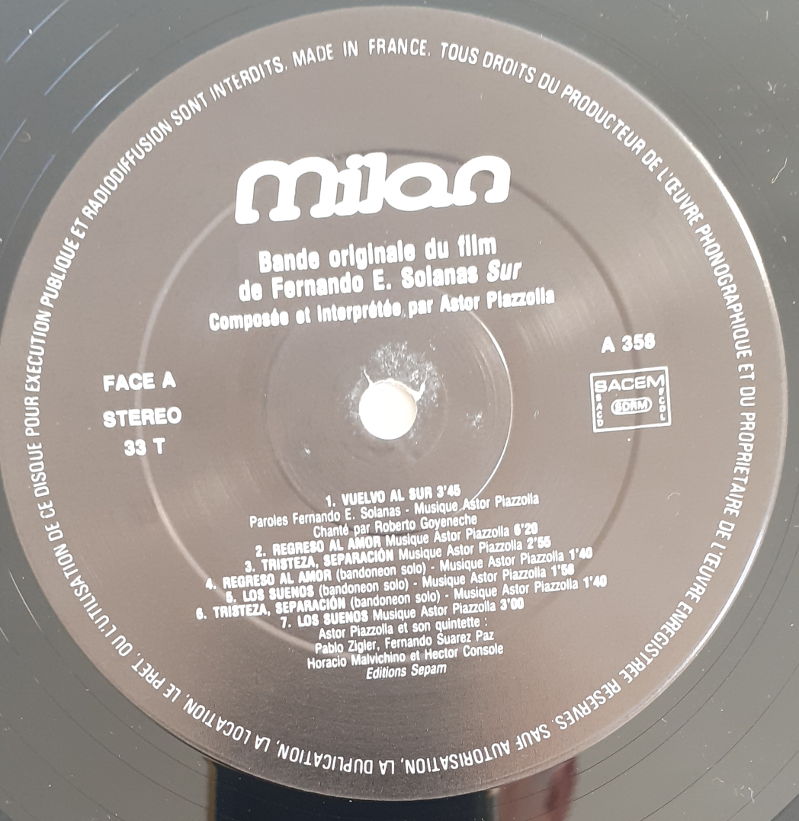 MADE IN FRANCE. TOUS DROITS DU PRODUCTEUR DE L'ŒUVRE PHONOGRAPHIQUE ET DU PROPRIETAIRE DE L'ŒUVRE ENREGISTREE RESERVES. SAUF AUTORISATION, LA DUPLICATION, LA LOCATION, LE PRET, OU L'UTILISATION DE CE DISQUE POUR EXECUTION PUBLIQUE ET RADIODIFFUSION SONT INTERDITS.
milan
Bande originale du film
de Fernando E. Solanas Sur
Composée et interprétée par Astor Piazzolla
FACE A
STEREO
33 T
A 358
SACEM
SACD
SDRM
SCDL
1. VUELVO AL SUR 3'45
Paroles Fernando E. Solanas - Musique Astor Piazzolla
Chanté par Roberto Goyeneche
2. REGRESO AL AMOR Musique Astor Piazzolla 6'20
3. TRISTEZA, SEPARACIÓN Musique Astor Piazzolla 2'55
4. REGRESO AL AMOR (bandoneon solo) - Musique Astor Piazzolla 1'40
5. LOS SUENOS (bandoneon solo) - Musique Astor Piazzolla 1'50
6. TRISTEZA, SEPARACIÓN (bandoneon solo) - Musique Astor Piazzolla 1'40
7. LOS SUENOS Musique Astor Piazzolla 3'00
Astor Piazzolla et son quintette :
Pablo Zigler, Fernando Suarez Paz
Horacio Malvichino et Hector Console
Editions Sepam